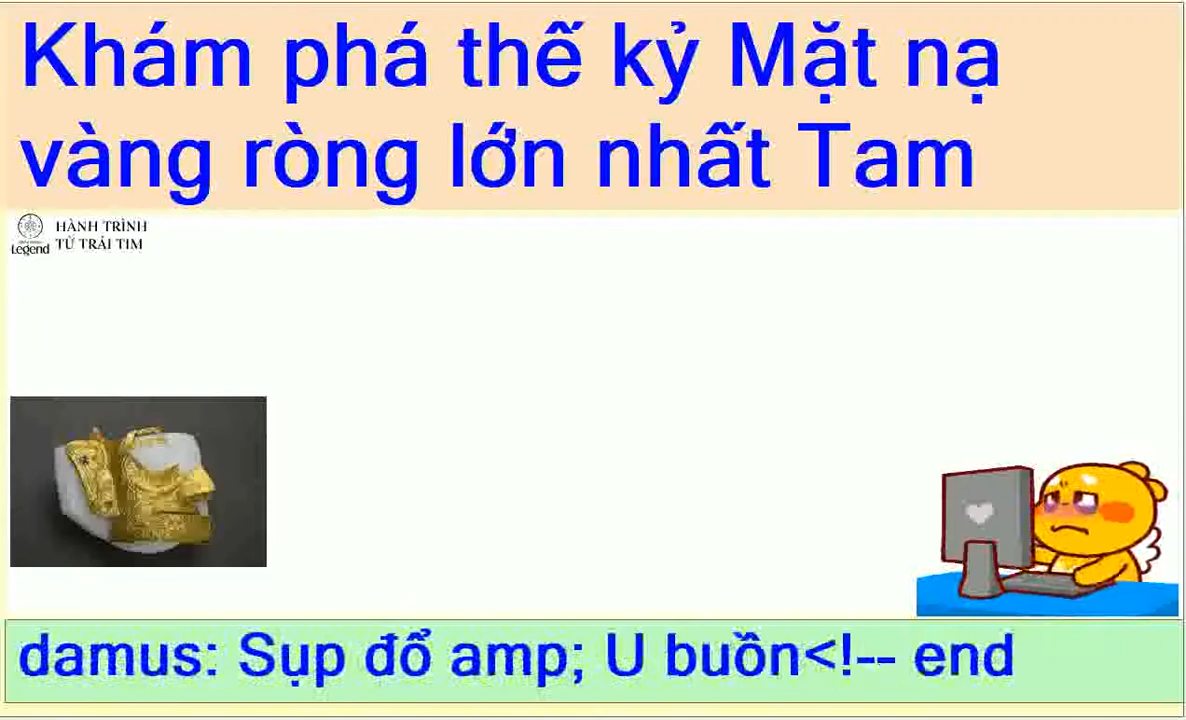 Khám phá thế kỷ Mặt nạ
vàng ròng lớn nhất Tam
HÀNH TRÌNH
TỪ TRÁI TIM
Legend
damus: Sụp đổ amp; U buồn<!-- end